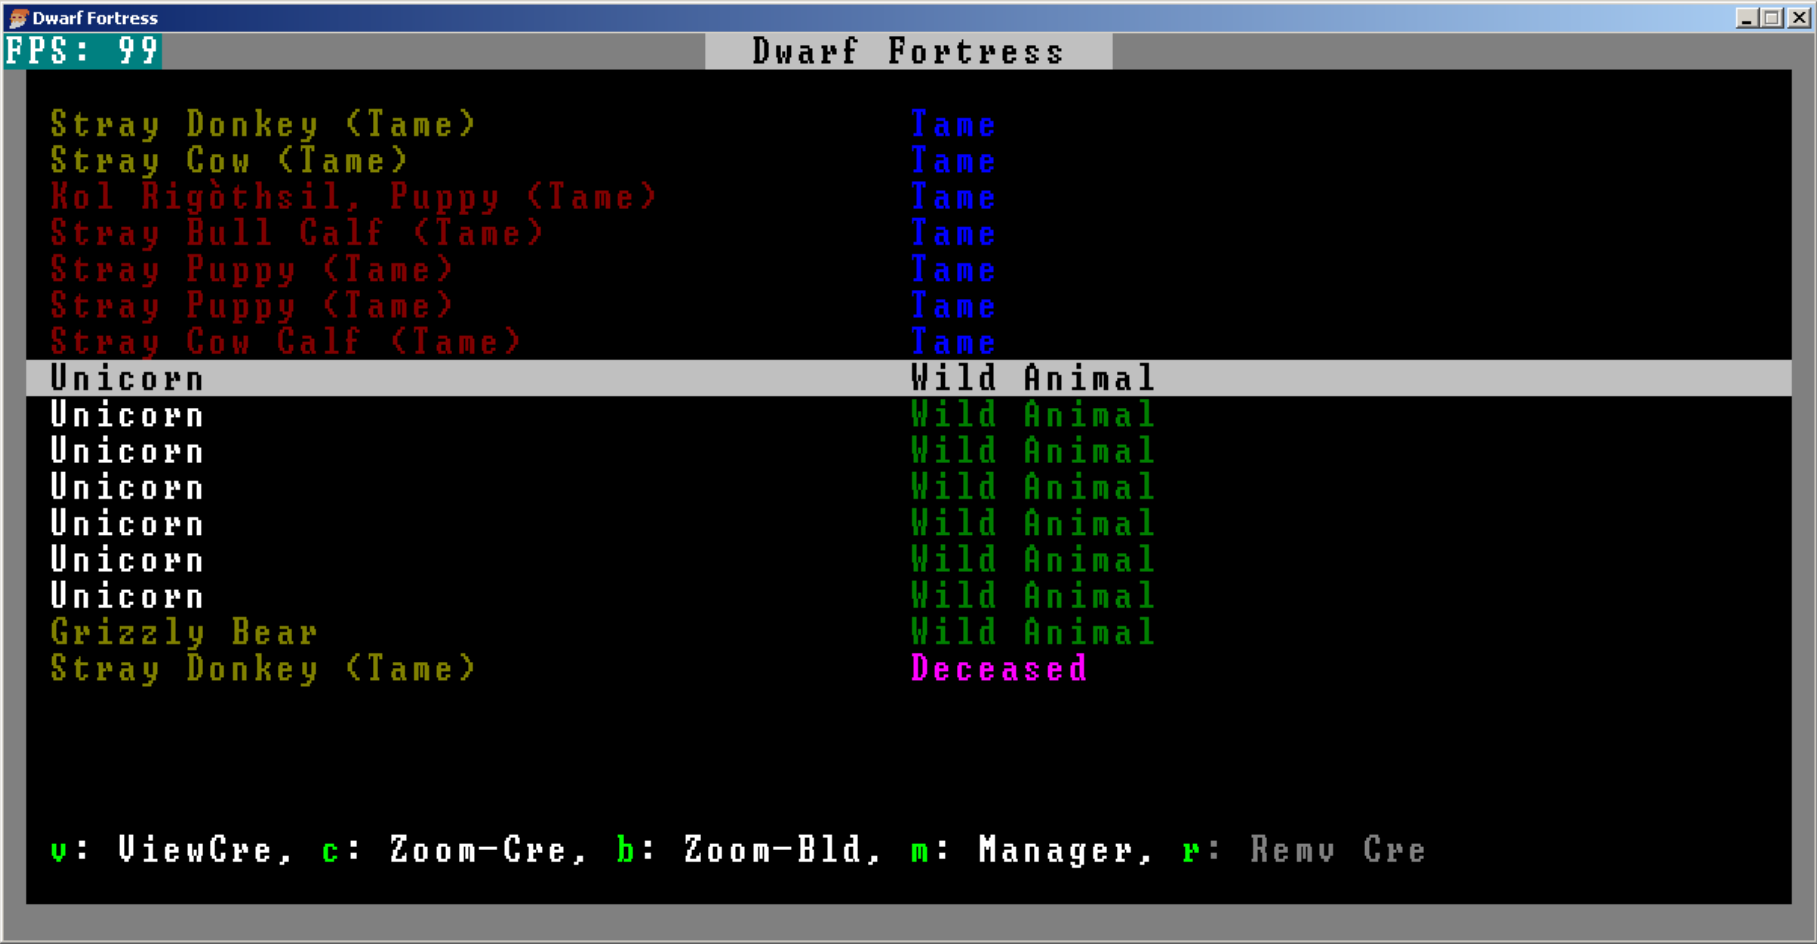 Dwarf Fortress
FPS: 99
Dwarf Fortress
Stray Donkey (Tame) Tame
Stray Cow (Tame) Tame
Kol Rigòthsil, Puppy (Tame) Tame
Stray Bull Calf (Tame) Tame
Stray Puppy (Tame) Tame
Stray Puppy (Tame) Tame
Stray Cow Calf (Tame) Tame
Unicorn Wild Animal
Unicorn Wild Animal
Unicorn Wild Animal
Unicorn Wild Animal
Unicorn Wild Animal
Unicorn Wild Animal
Unicorn Wild Animal
Grizzly Bear Wild Animal
Stray Donkey (Tame) Deceased
v: ViewCre, c: Zoom-Cre, b: Zoom-Bld, m: Manager, r: Remv Cre